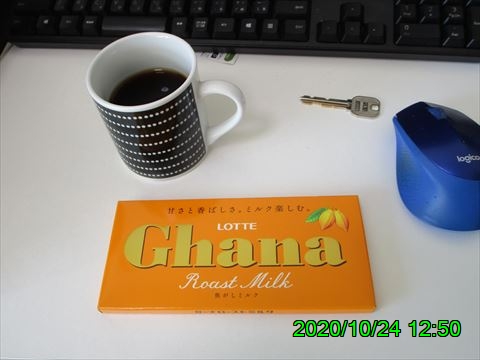 logicool
甘さと香ばしさ。ミルク楽しむ。
LOTTE
Ghana
Roast Milk
焦がしミルク
2020/10/24 12:50